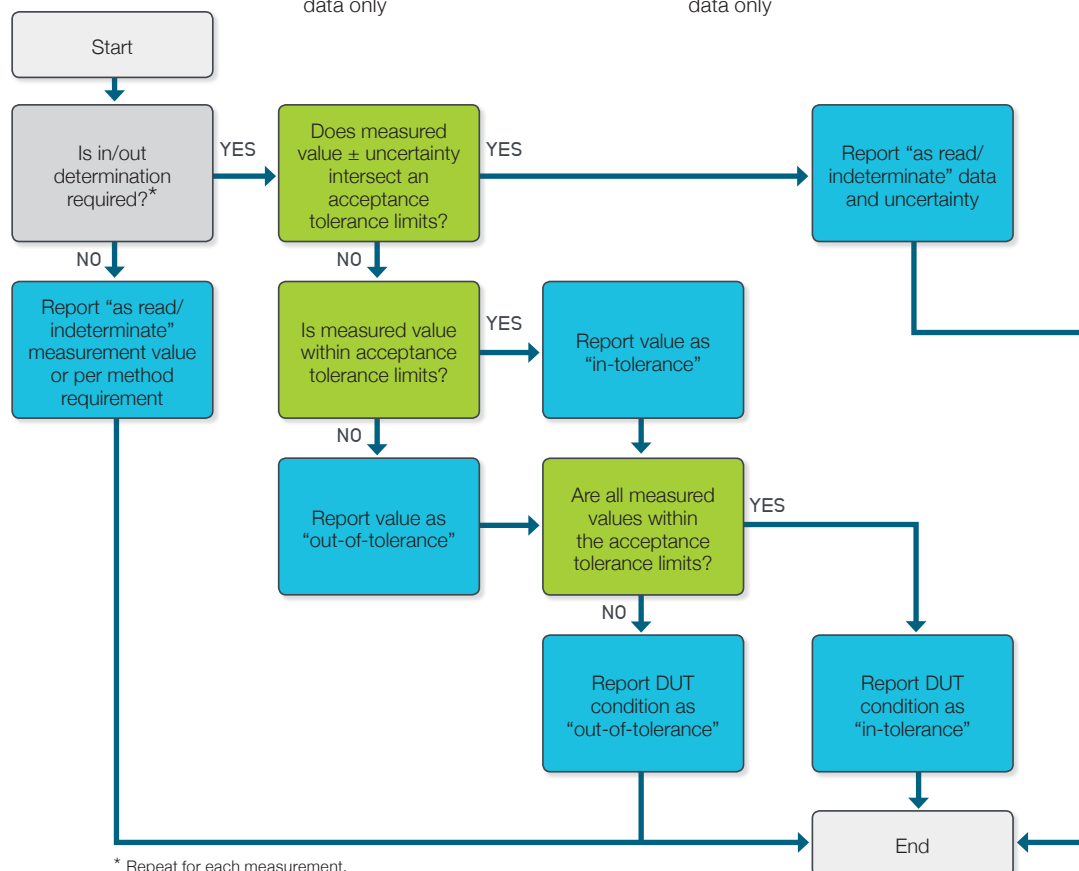 data only
data only
Start
Is in/out
determination
required?*
YES
Does measured
value ± uncertainty
intersect an
acceptance
tolerance limits?
YES
Report “as read/
indeterminate” data
and uncertainty
NO
NO
Report “as read/
indeterminate”
measurement value
or per method
requirement
Is measured value
within acceptance
tolerance limits?
YES
Report value as
“in-tolerance”
NO
Report value as
“out-of-tolerance”
Are all measured
values within
the acceptance
tolerance limits?
YES
NO
Report DUT
condition as
“out-of-tolerance”
Report DUT
condition as
“in-tolerance”
End
* Repeat for each measurement.